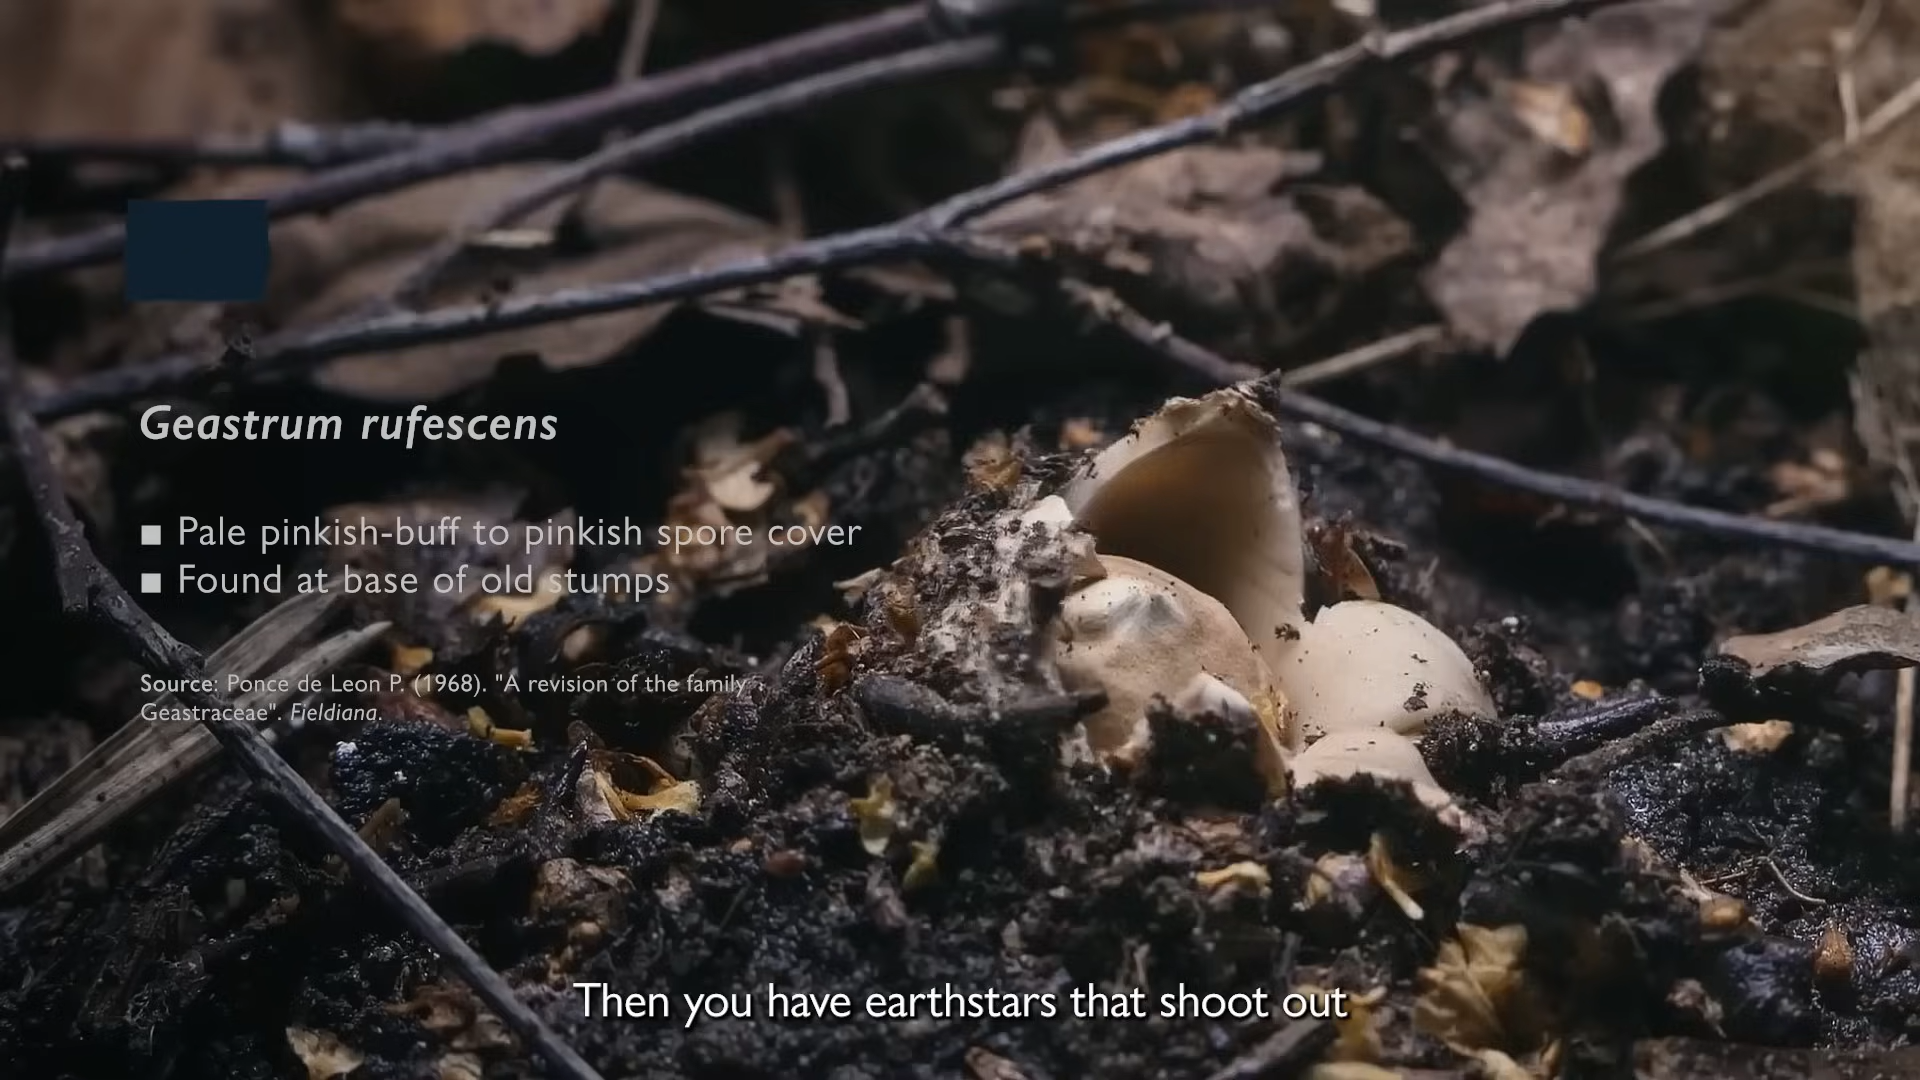 Geastrum rufescens
■ Pale pinkish-buff to pinkish spore cover
■ Found at base of old stumps
Source: Ponce de Leon P. (1968). "A revision of the family
Geastraceae". Fieldiana.
Then you have earthstars that shoot out